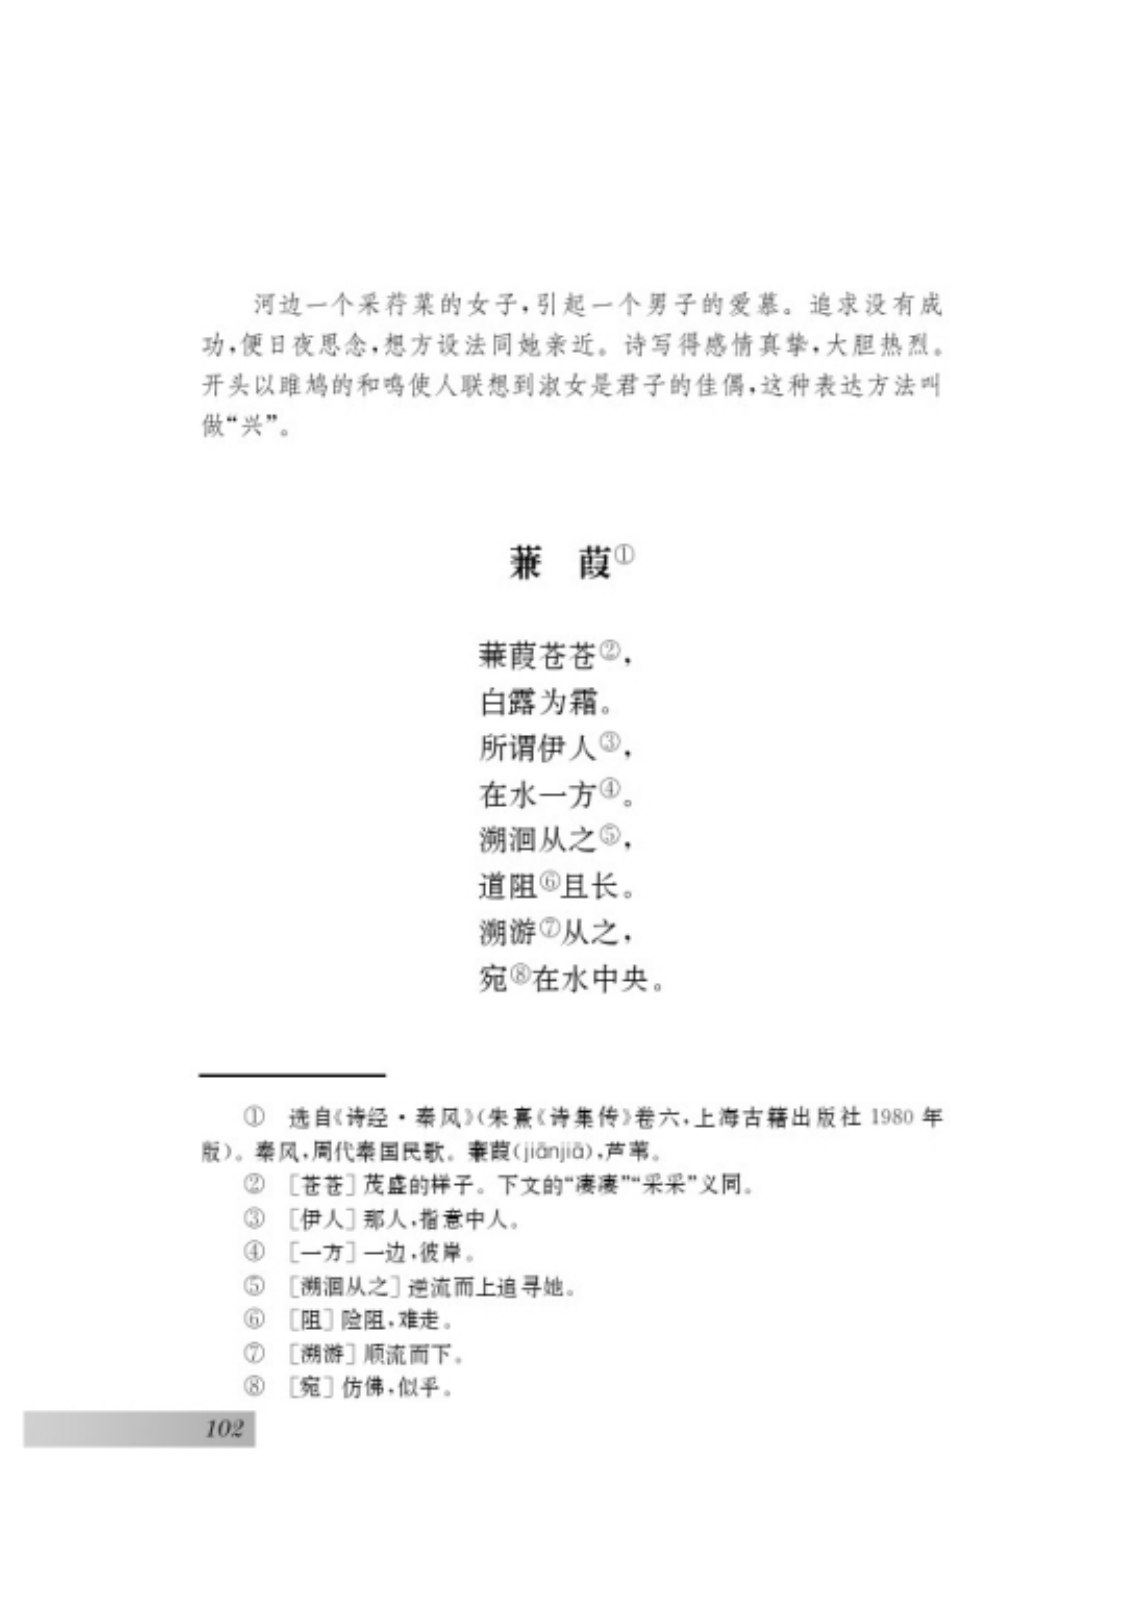 河边一个采荇菜的女子,引起一个男子的爱慕。追求没有成
功,便日夜思念,想方设法同她亲近。诗写得感情真挚,大胆热烈。
开头以雎鸠的和鸣使人联想到淑女是君子的佳偶,这种表达方法叫
做“兴”。
蒹 葭①
蒹葭苍苍②,
白露为霜。
所谓伊人③,
在水一方④。
溯洄从之⑤,
道阻⑥且长。
溯游⑦从之,
宛⑧在水中央。
① 选自《诗经·秦风》(朱熹《诗集传》卷六,上海古籍出版社 1980 年
版)。秦风,周代秦国民歌。蒹葭(jiānjiā),芦苇。
② [苍苍] 茂盛的样子。下文的“凄凄”“采采”义同。
③ [伊人] 那人,指意中人。
④ [一方] 一边,彼岸。
⑤ [溯洄从之] 逆流而上追寻她。
⑥ [阻] 险阻,难走。
⑦ [溯游] 顺流而下。
⑧ [宛] 仿佛,似乎。
102